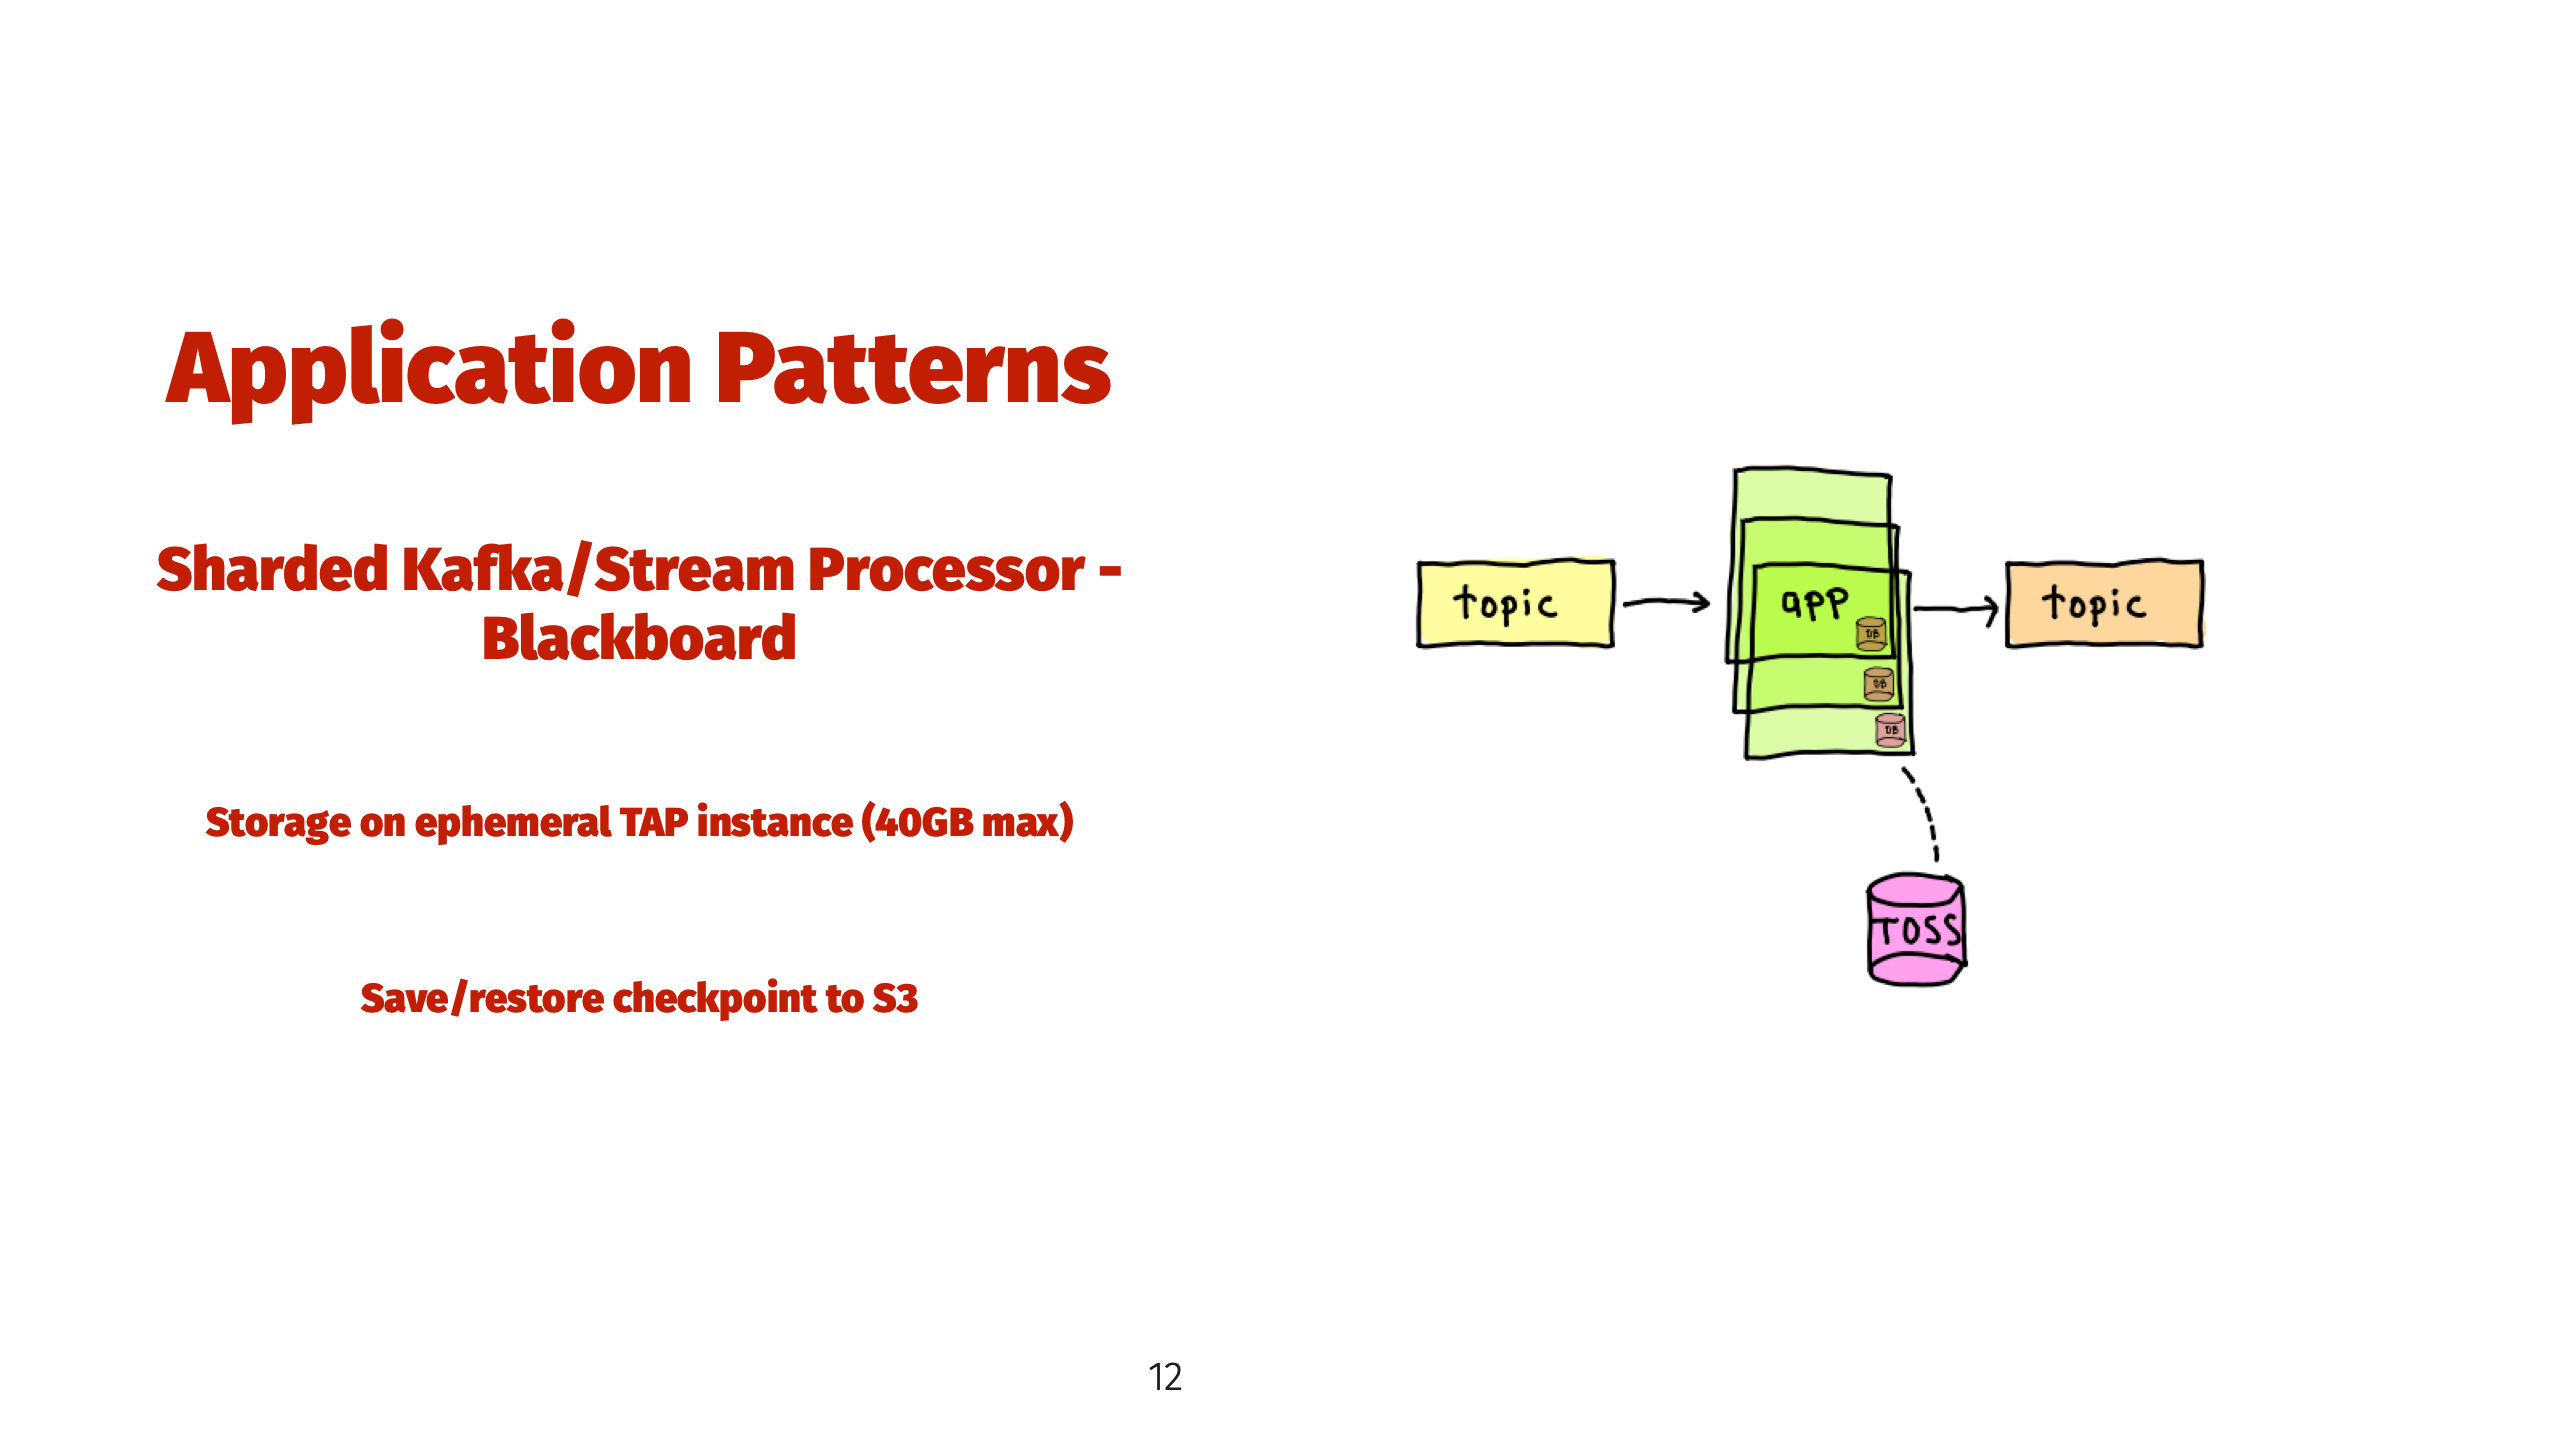 Application Patterns
Sharded Kafka/Stream Processor -
Blackboard
Storage on ephemeral TAP instance (40GB max)
Save/restore checkpoint to S3
topic
app
DB
DB
DB
topic
TOSS
12